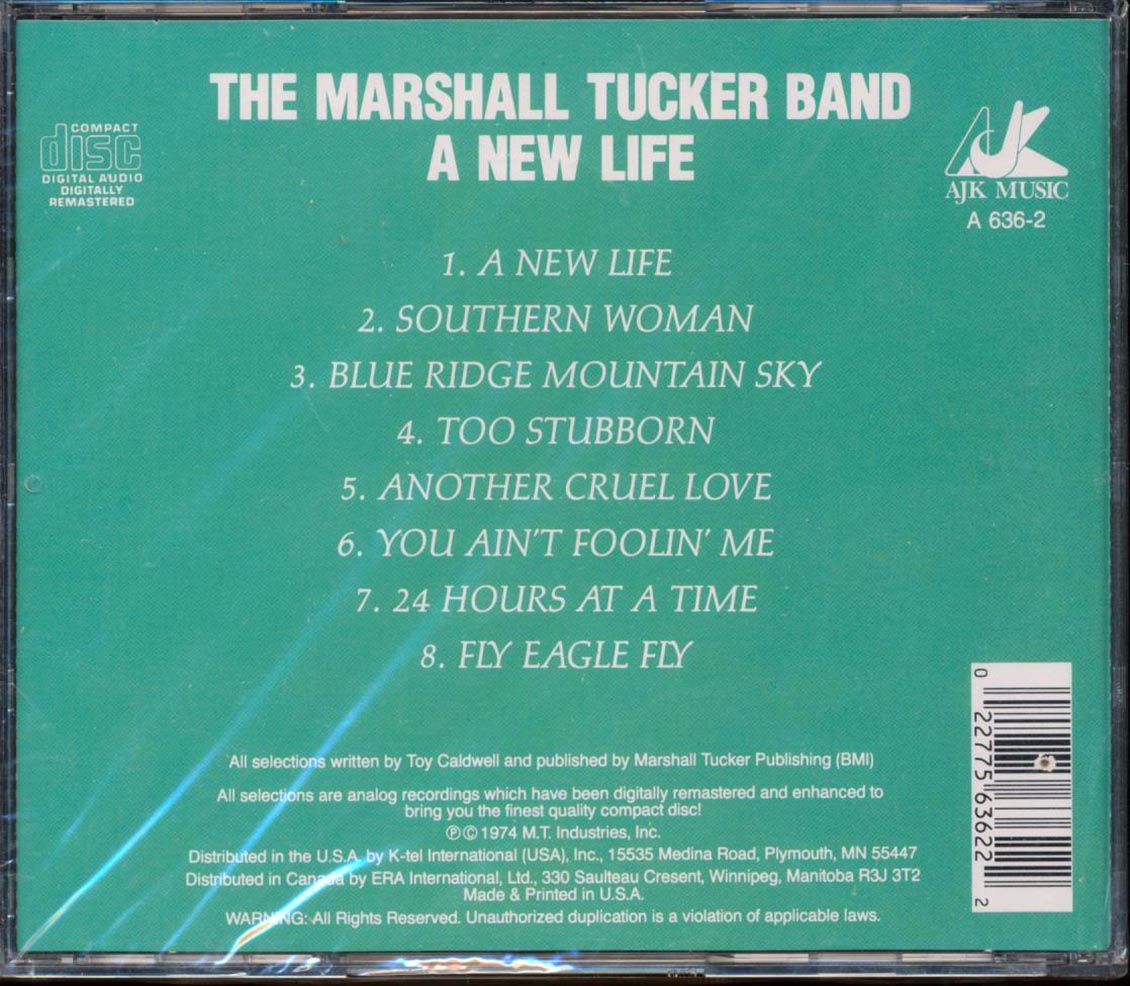 THE MARSHALL TUCKER BAND
A NEW LIFE
COMPACT
disc
DIGITAL AUDIO
DIGITALLY
REMASTERED
AJK MUSIC
A 636-2
1. A NEW LIFE
2. SOUTHERN WOMAN
3. BLUE RIDGE MOUNTAIN SKY
4. TOO STUBBORN
5. ANOTHER CRUEL LOVE
6. YOU AIN'T FOOLIN' ME
7. 24 HOURS AT A TIME
8. FLY EAGLE FLY
0 22775 63622 2
All selections written by Toy Caldwell and published by Marshall Tucker Publishing (BMI)
All selections are analog recordings which have been digitally remastered and enhanced to
bring you the finest quality compact disc!
℗© 1974 M.T. Industries, Inc.
Distributed in the U.S.A. by K-tel International (USA), Inc., 15535 Medina Road, Plymouth, MN 55447
Distributed in Canada by ERA International, Ltd., 330 Saulteau Cresent, Winnipeg, Manitoba R3J 3T2
Made & Printed in U.S.A.
WARNING: All Rights Reserved. Unauthorized duplication is a violation of applicable laws.